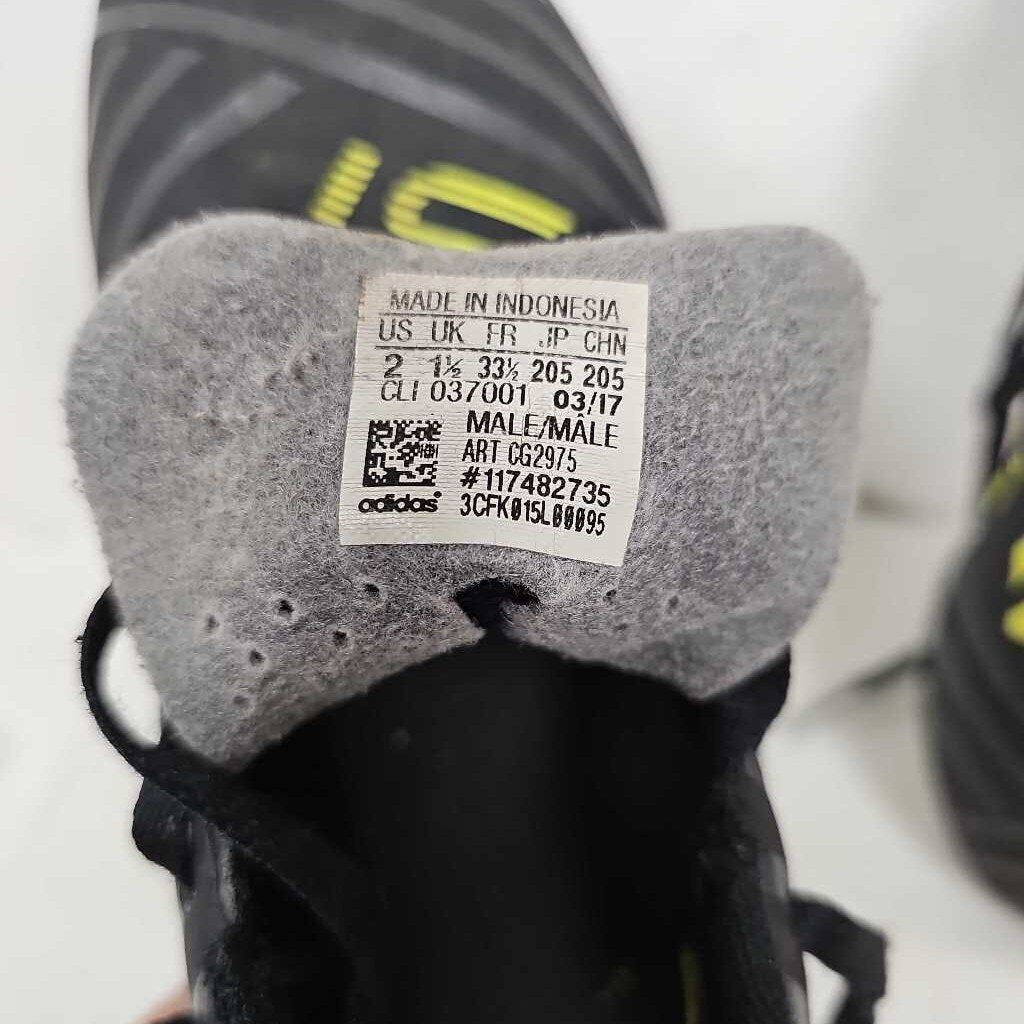 MADE IN INDONESIA
US UK FR JP CHN
2 1½ 33½ 205 205
CLI 037001 03/17
MALE/MÂLE
ART CG2975
#117482735
adidas 3CFK015L00095